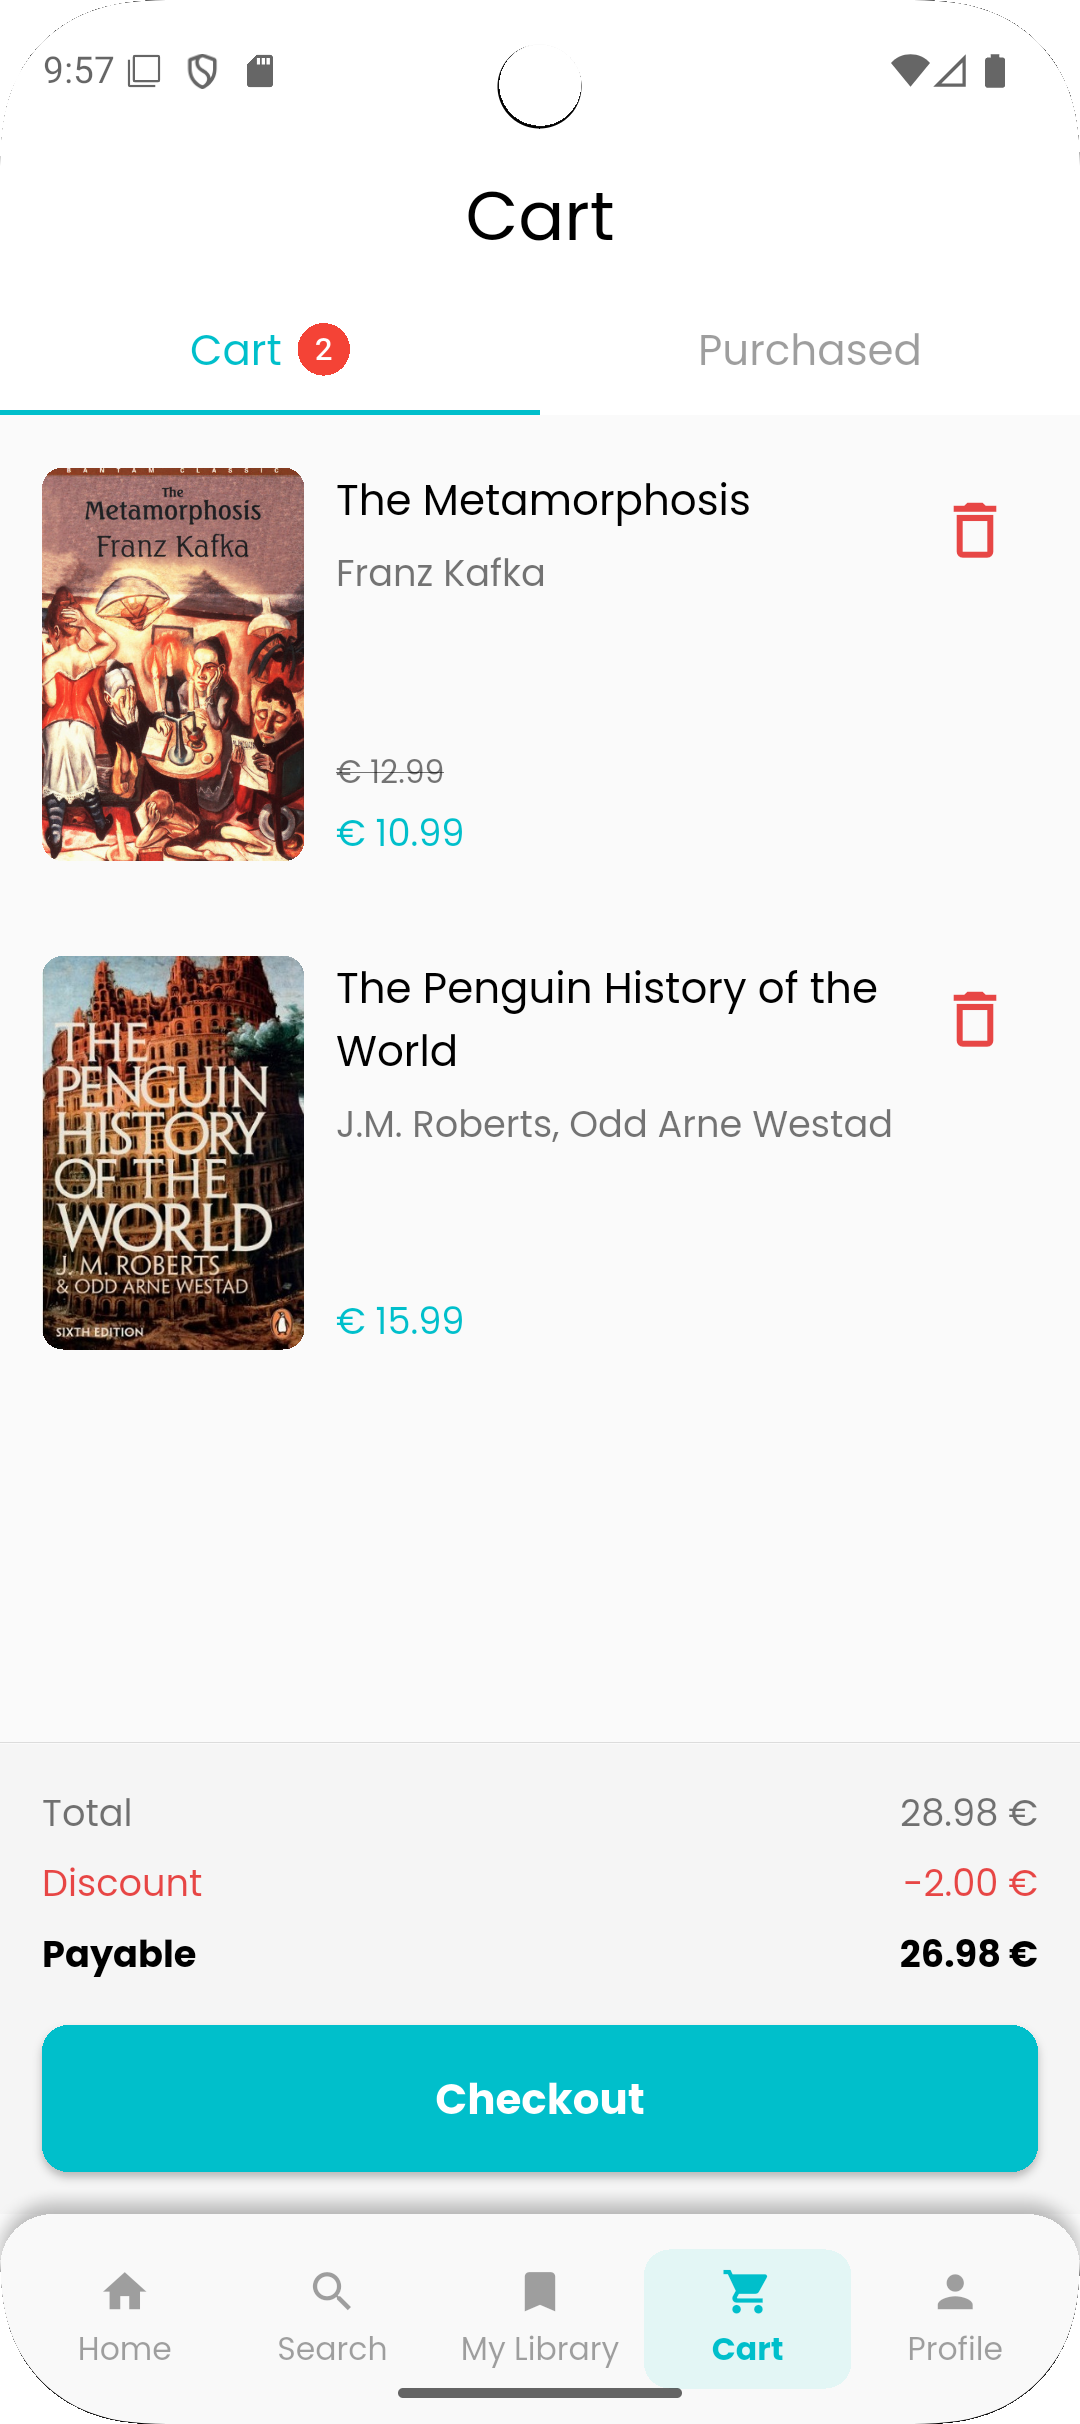 9:57
Cart
Cart 2
Purchased
BANTAM CLASSIC
The
Metamorphosis
Franz Kafka
The Metamorphosis
Franz Kafka
€ 12.99
€ 10.99
THE
PENGUIN
HISTORY
OF THE
WORLD
J. M. ROBERTS
& ODD ARNE WESTAD
SIXTH EDITION
The Penguin History of the
World
J.M. Roberts, Odd Arne Westad
€ 15.99
Total 28.98 €
Discount -2.00 €
Payable 26.98 €
Checkout
Home
Search
My Library
Cart
Profile